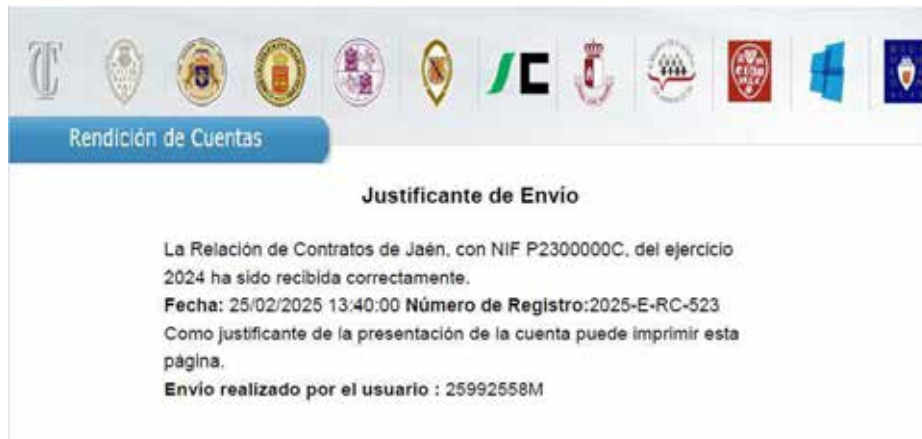 Rendición de Cuentas
Justificante de Envío
La Relación de Contratos de Jaén, con NIF P2300000C, del ejercicio
2024 ha sido recibida correctamente.
Fecha: 25/02/2025 13:40:00 Número de Registro:2025-E-RC-523
Como justificante de la presentación de la cuenta puede imprimir esta
página.
Envío realizado por el usuario : 25992558M